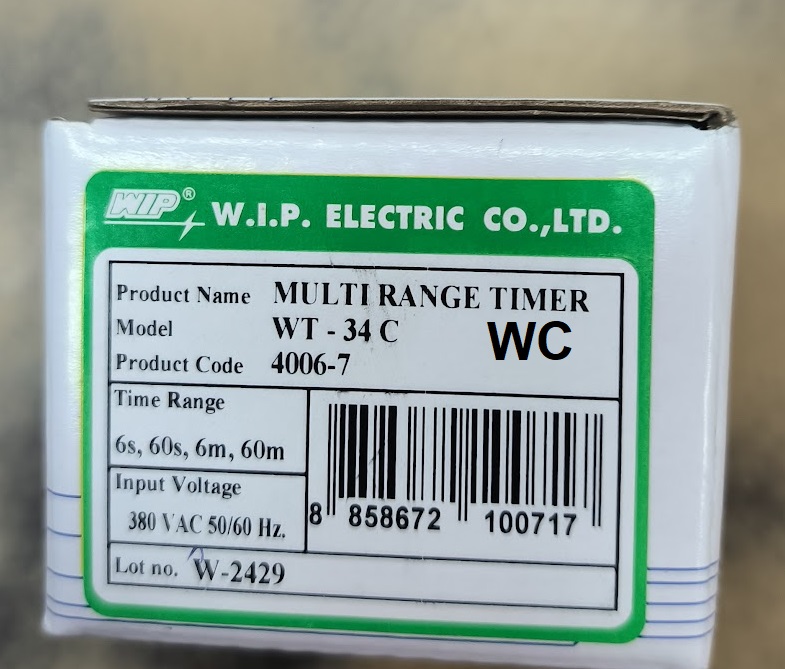 WIP®
W.I.P. ELECTRIC CO.,LTD.
Product Name MULTI RANGE TIMER
Model WT - 34 C WC
Product Code 4006-7
Time Range
6s, 60s, 6m, 60m
Input Voltage
380 VAC 50/60 Hz.
8 858672 100717
Lot no. W-2429